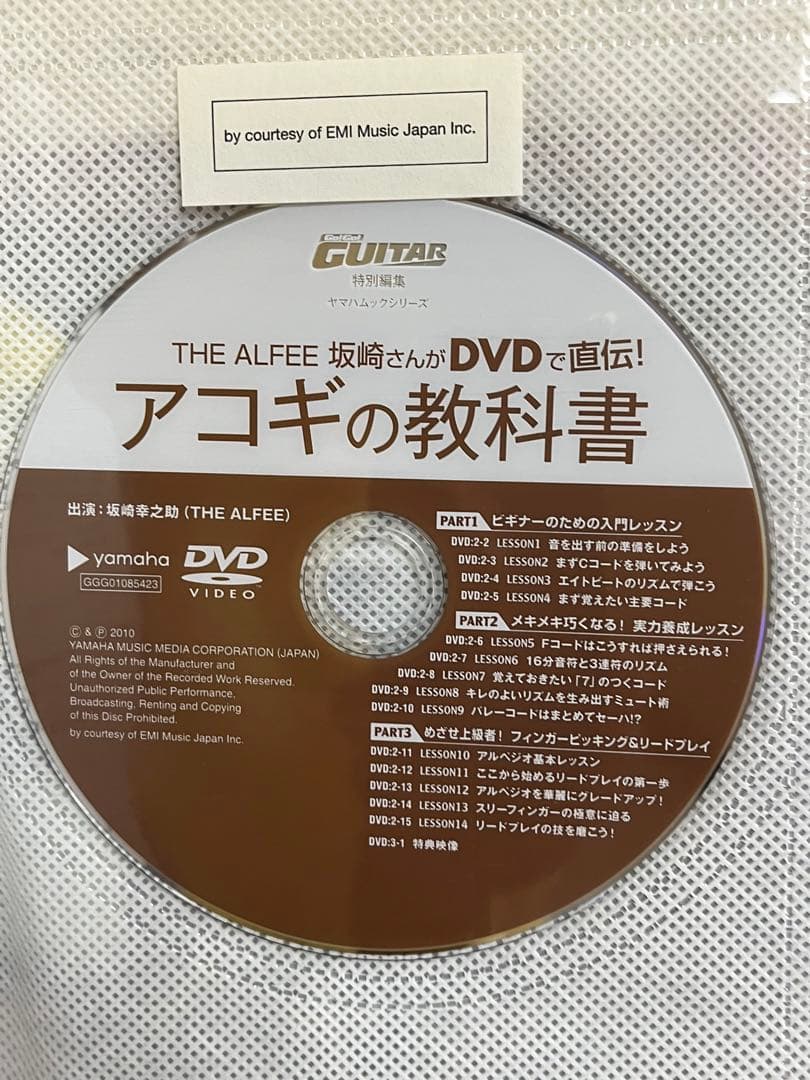 by courtesy of EMI Music Japan Inc.
Go!Go!
GUITAR
特別編集
ヤマハムックシリーズ
THE ALFEE 坂崎さんがDVDで直伝!
アコギの教科書
出演：坂崎幸之助（THE ALFEE）
yamaha
DVD
VIDEO
GGG01085423
Ⓒ & Ⓟ 2010
YAMAHA MUSIC MEDIA CORPORATION (JAPAN)
All Rights of the Manufacturer and
of the Owner of the Recorded Work Reserved.
Unauthorized Public Performance,
Broadcasting, Renting and Copying
of this Disc Prohibited.
by courtesy of EMI Music Japan Inc.
PART1 ビギナーのための入門レッスン
DVD:2-2 LESSON1 音を出す前の準備をしよう
DVD:2-3 LESSON2 まずCコードを弾いてみよう
DVD:2-4 LESSON3 エイトビートのリズムで弾こう
DVD:2-5 LESSON4 まず覚えたい主要コード
PART2 メキメキ巧くなる！ 実力養成レッスン
DVD:2-6 LESSON5 Fコードはこうすれば押さえられる！
DVD:2-7 LESSON6 16分音符と3連符のリズム
DVD:2-8 LESSON7 覚えておきたい「7」のつくコード
DVD:2-9 LESSON8 キレのよいリズムを生み出すミュート術
DVD:2-10 LESSON9 バレーコードはまとめてセーハ!?
PART3 めざせ上級者！ フィンガーピッキング&リードプレイ
DVD:2-11 LESSON10 アルペジオ基本レッスン
DVD:2-12 LESSON11 ここから始めるリードプレイの第一歩
DVD:2-13 LESSON12 アルペジオを華麗にグレードアップ！
DVD:2-14 LESSON13 スリーフィンガーの極意に迫る
DVD:2-15 LESSON14 リードプレイの技を磨こう！
DVD:3-1 特典映像